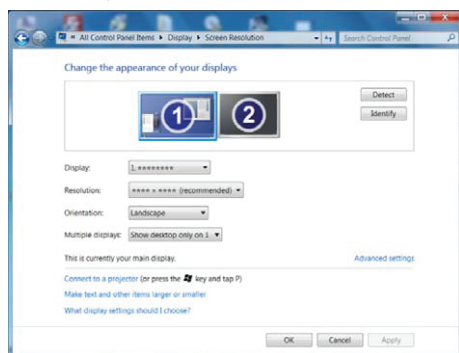 « All Control Panel Items ▸ Display ▸ Screen Resolution
Search Control Panel
Change the appearance of your displays
1
2
Detect
Identify
Display:
1. ********
Resolution:
**** × **** (recommended)
Orientation:
Landscape
Multiple displays:
Show desktop only on 1
This is currently your main display.
Advanced settings
Connect to a projector (or press the key and tap P)
Make text and other items larger or smaller
What display settings should I choose?
OK
Cancel
Apply